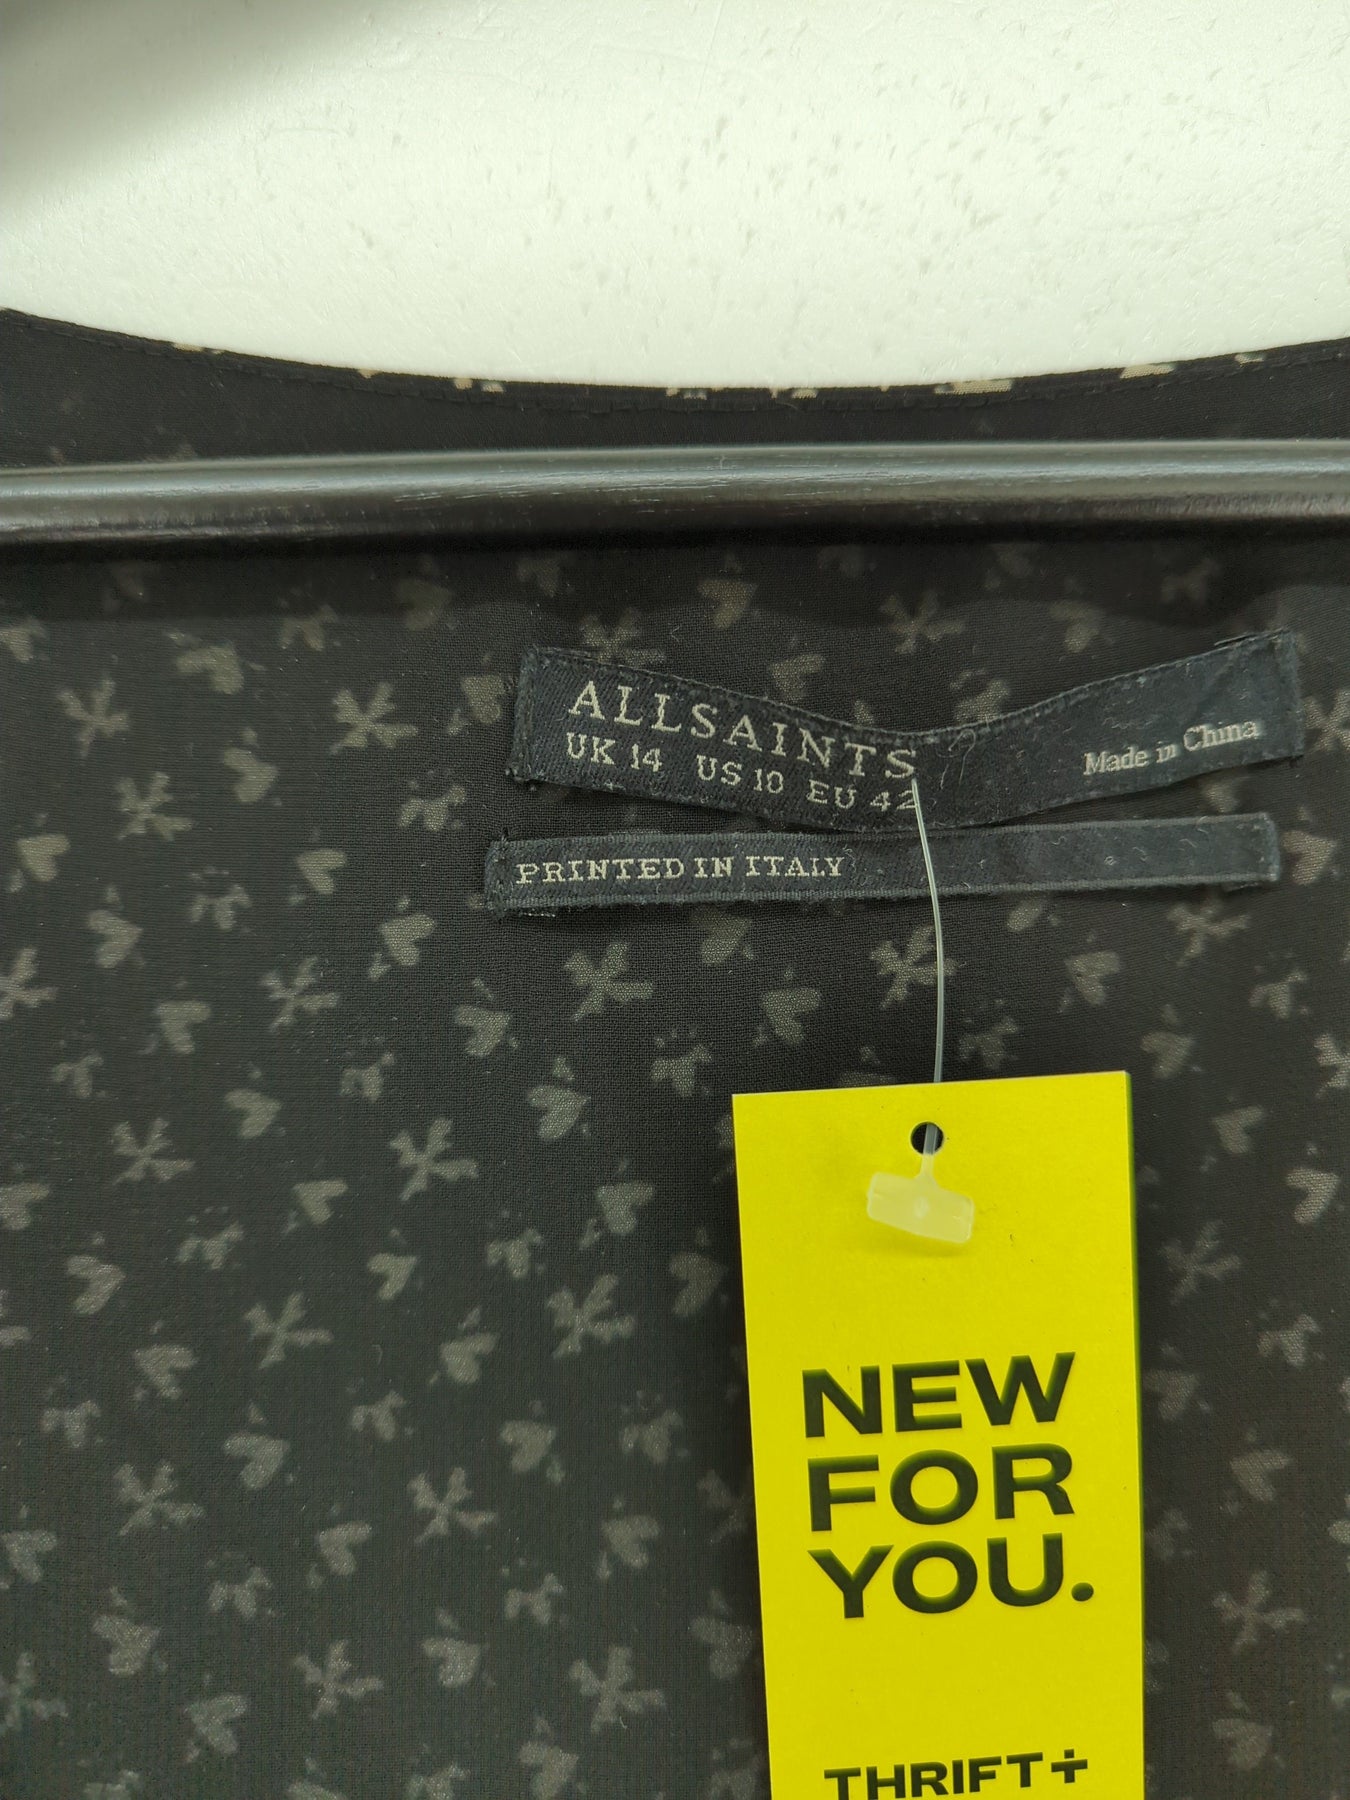 ALLSAINTS
UK 14 US 10 EU 42
Made in China
PRINTED IN ITALY
NEW
FOR
YOU.
THRIFT+